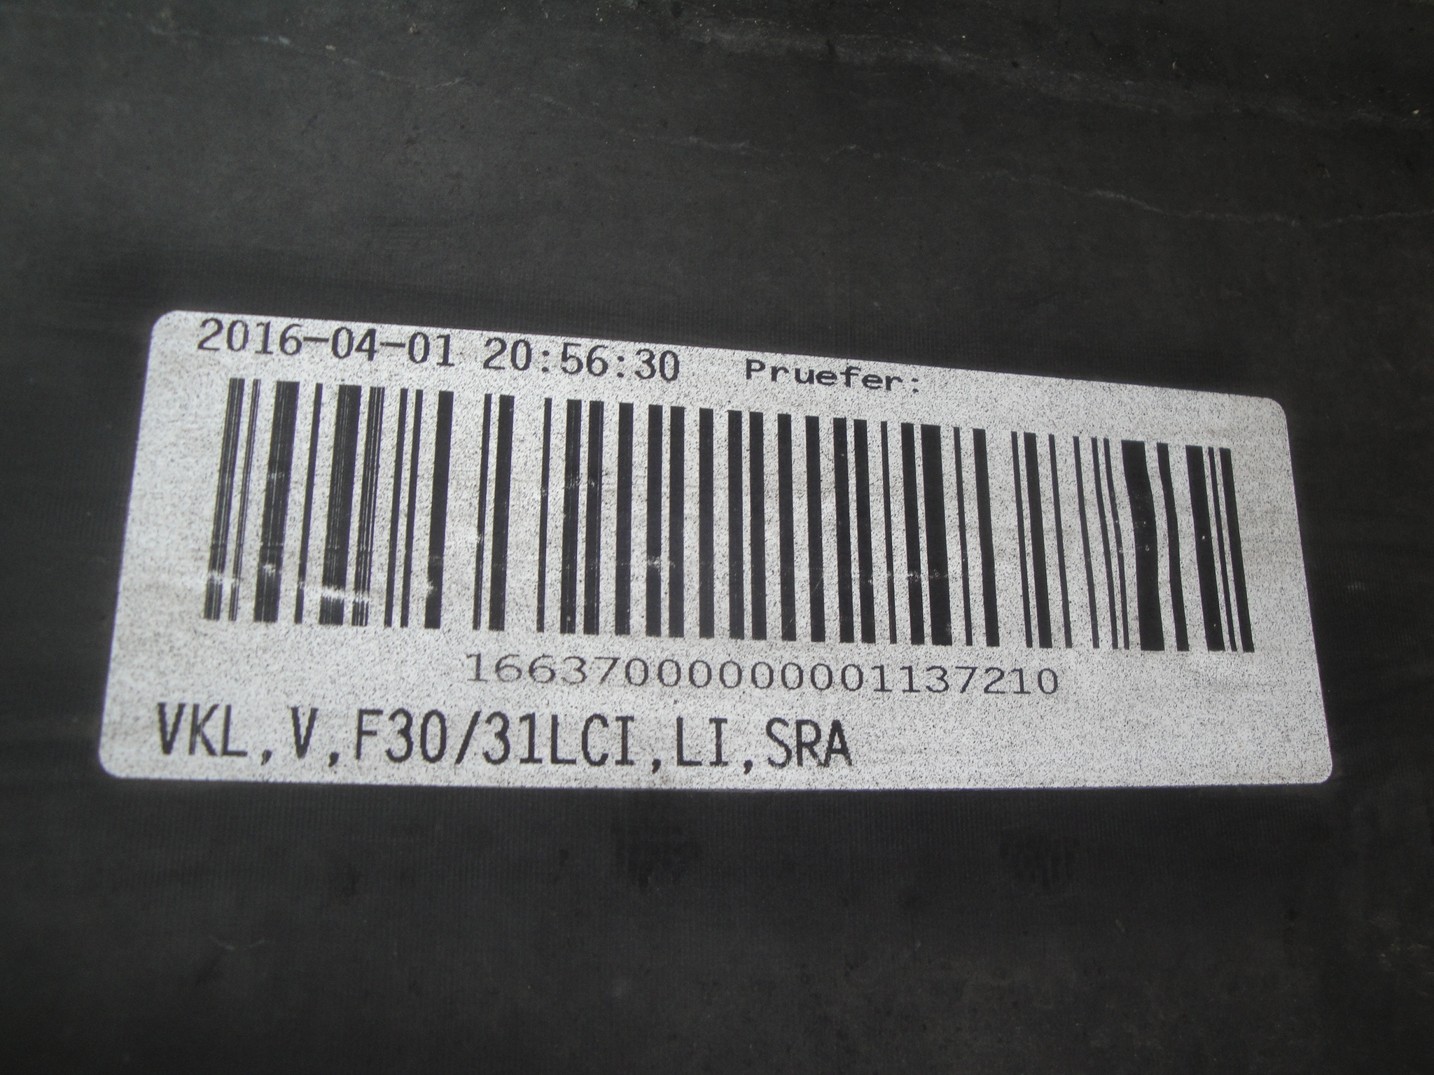 2016-04-01 20:56:30 Pruefer:
16637000000001137210
VKL,V,F30/31LCI,LI,SRA